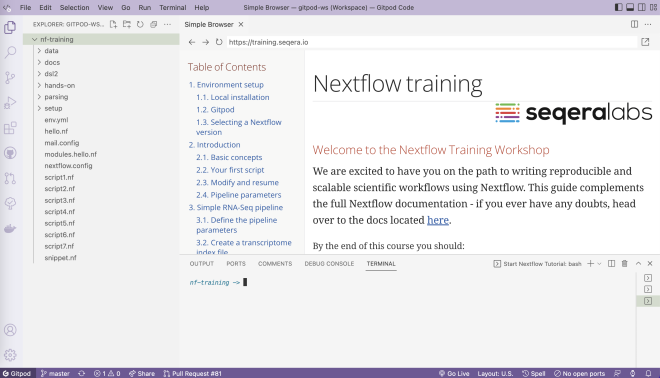 File Edit Selection View Go Run Terminal Help
Simple Browser — gitpod-ws (Workspace) — Gitpod Code
EXPLORER: GITPOD-WS...
nf-training
data
docs
dsl2
hands-on
parsing
setup
env.yml
hello.nf
mail.config
modules.hello.nf
nextflow.config
script1.nf
script2.nf
script3.nf
script4.nf
script5.nf
script6.nf
script7.nf
snippet.nf
Simple Browser
https://training.seqera.io
Table of Contents
1. Environment setup
1.1. Local installation
1.2. Gitpod
1.3. Selecting a Nextflow
version
2. Introduction
2.1. Basic concepts
2.2. Your first script
2.3. Modify and resume
2.4. Pipeline parameters
3. Simple RNA-Seq pipeline
3.1. Define the pipeline
parameters
3.2. Create a transcriptome
index file
Nextflow training
seqeralabs
Welcome to the Nextflow Training Workshop
We are excited to have you on the path to writing reproducible and
scalable scientific workflows using Nextflow. This guide complements
the full Nextflow documentation - if you ever have any doubts, head
over to the docs located here.
By the end of this course you should:
OUTPUT PORTS COMMENTS DEBUG CONSOLE TERMINAL
Start Nextflow Tutorial: bash
nf-training ->
Gitpod master 1 0 Share Pull Request #81
Go Live Layout: U.S. Spell No open ports